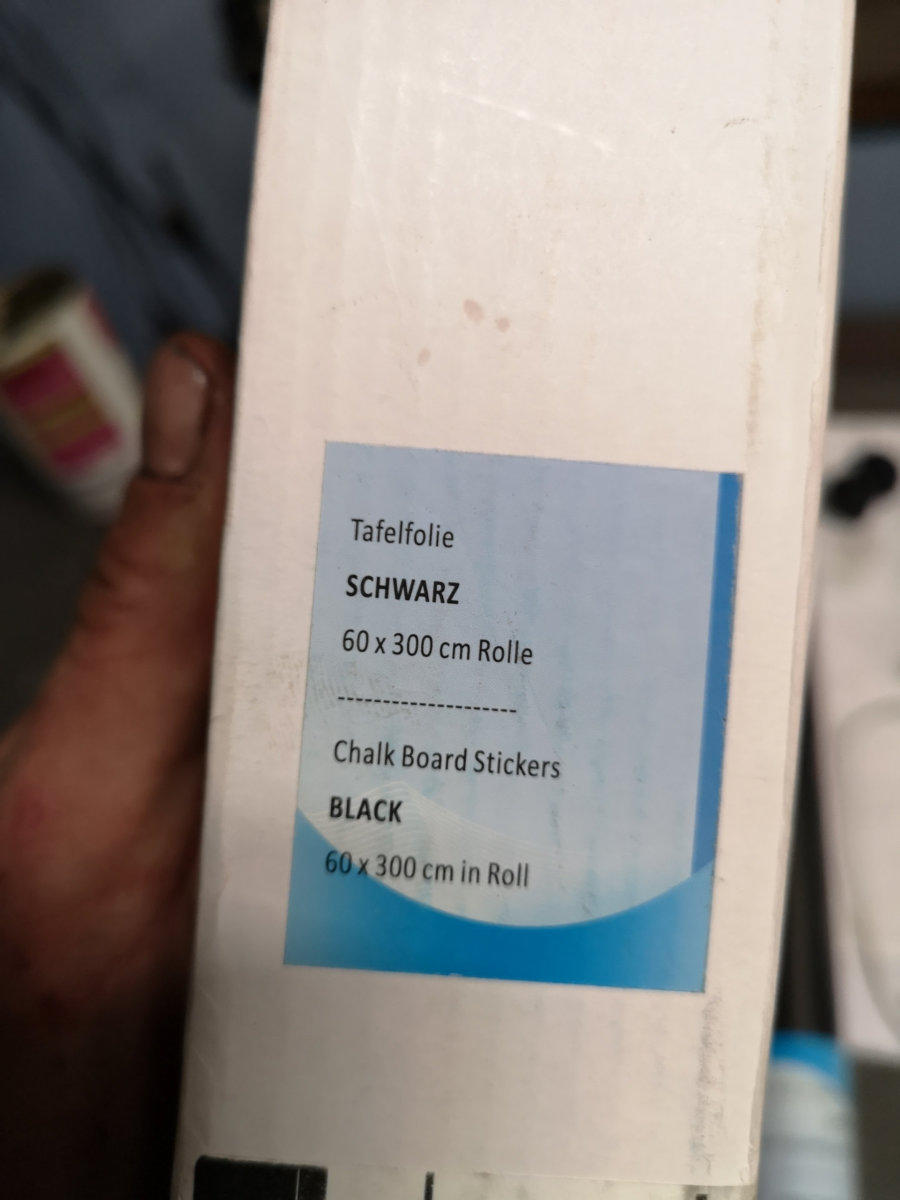 Tafelfolie
SCHWARZ
60 x 300 cm Rolle
---------------------
Chalk Board Stickers
BLACK
60 x 300 cm in Roll